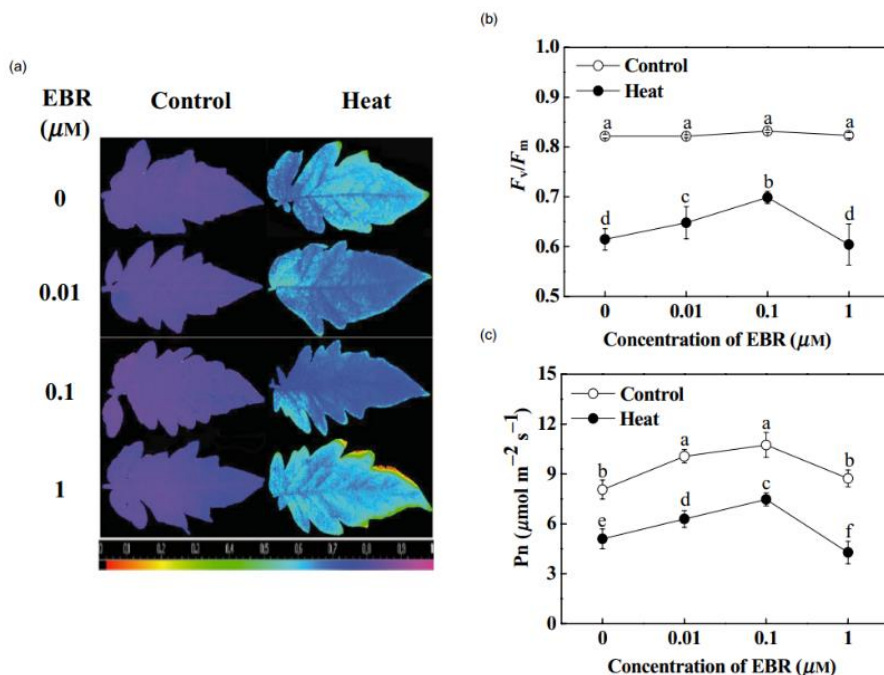 (a)
EBR
(μM)
Control Heat
0
0.01
0.1
1
(b)
1.0
0.9
0.8
0.7
0.6
0.5
Fv/Fm
Control
Heat
a a a a
d c b d
0 0.01 0.1 1
Concentration of EBR (μM)
(c)
15
12
9
6
3
0
Pn (μmol m−2 s−1)
Control
Heat
b a a b
e d c f
0 0.01 0.1 1
Concentration of EBR (μM)